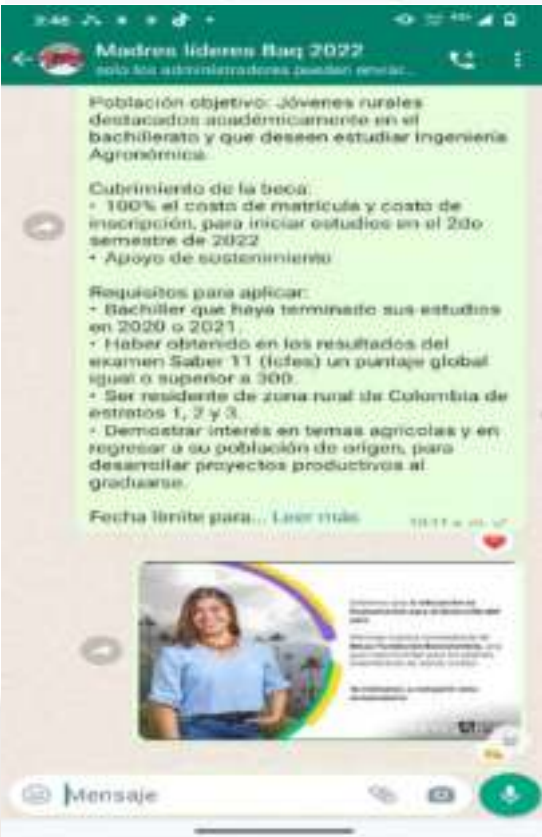 2:46
Madres líderes Baq 2022
solo los administradores pueden enviar...
Población objetivo: Jóvenes rurales
destacados académicamente en el
bachillerato y que deseen estudiar Ingeniería
Agronómica.
Cubrimiento de la beca:
• 100% el costo de matrícula y costo de
inscripción, para iniciar estudios en el 2do
semestre de 2022
• Apoyo de sostenimiento
Requisitos para aplicar:
• Bachiller que haya terminado sus estudios
en 2020 o 2021.
• Haber obtenido en los resultados del
examen Saber 11 (Icfes) un puntaje global
igual o superior a 300.
• Ser residente de zona rural de Colombia de
estratos 1, 2 y 3.
• Demostrar interés en temas agrícolas y en
regresar a su población de origen, para
desarrollar proyectos productivos al
graduarse.
Fecha límite para... Leer más
Mensaje